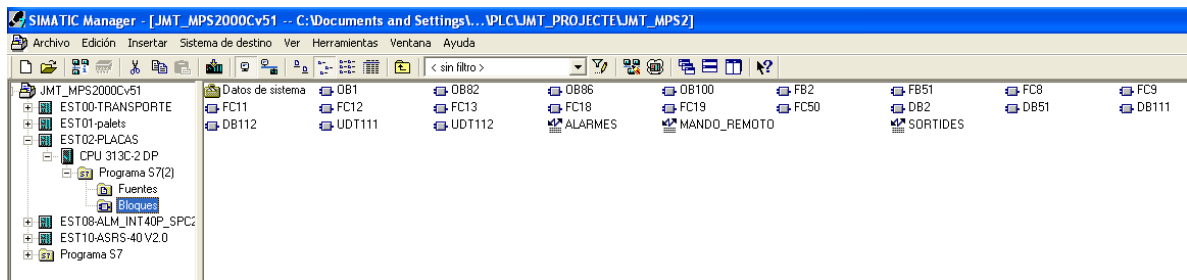 SIMATIC Manager - [JMT_MPS2000Cv51 -- C:\Documents and Settings\...\PLC\JMT_PROJECTE\JMT_MPS2]
Archivo Edición Insertar Sistema de destino Ver Herramientas Ventana Ayuda
< sin filtro >
JMT_MPS2000Cv51
EST00-TRANSPORTE
EST01-palets
EST02-PLACAS
CPU 313C-2 DP
Programa S7(2)
Fuentes
Bloques
EST08-ALM_INT40P_SPC2
EST10-ASRS-40 V2.0
Programa S7
Datos de sistema OB1 OB82 OB86 OB100 FB2 FB51 FC8 FC9
FC11 FC12 FC13 FC18 FC19 FC50 DB2 DB51 DB111
DB112 UDT111 UDT112 ALARMES MANDO_REMOTO SORTIDES